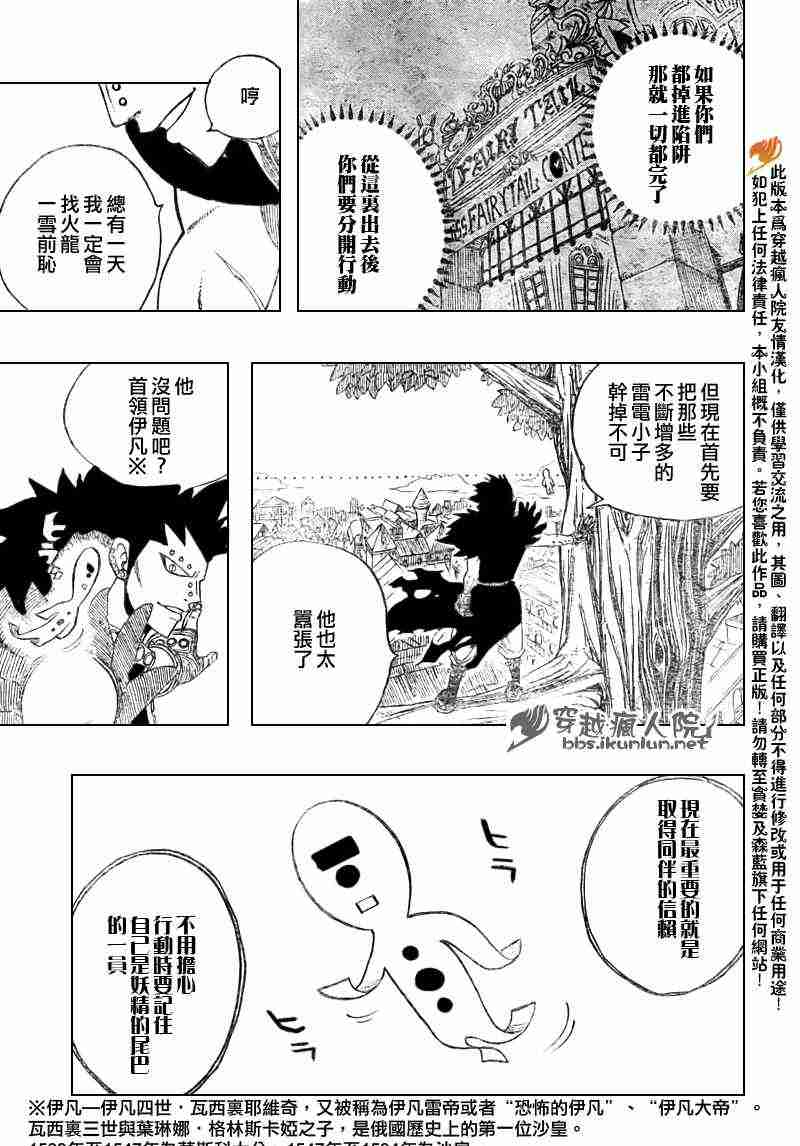 如果你們
都掉進陷阱
那就一切都完了
從這裏出去後
你們要分開行動
FAIRY TAIL
FAIRYTAIL CONTE
哼
總有一天
我一定會
找火龍
一雪前恥
但現在首先要
把那些
不斷增多的
雷電小子
幹掉不可
他也太
囂張了
他
沒問題吧?
首領伊凡※
ヒラ
穿越瘋人院
bbs.ikunlun.net
現在最重要的就是
取得同伴的信賴
ヒラ
ヒラ
不用擔心
行動時要記住
自己是妖精的尾巴
的一員
※伊凡—伊凡四世·瓦西裏耶維奇，又被稱為伊凡雷帝或者“恐怖的伊凡”、“伊凡大帝”。
瓦西裏三世與葉琳娜·格林斯卡婭之子，是俄國歷史上的第一位沙皇。
此版本爲穿越瘋人院友情漢化，僅供學習交流之用，其圖、翻譯以及任何部分不得進行修改或用于任何商業用途！
如犯上任何法律責任，本小組概不負責。若您喜歡此作品，請購買正版！請勿轉至貪婪及森藍旗下任何網站！